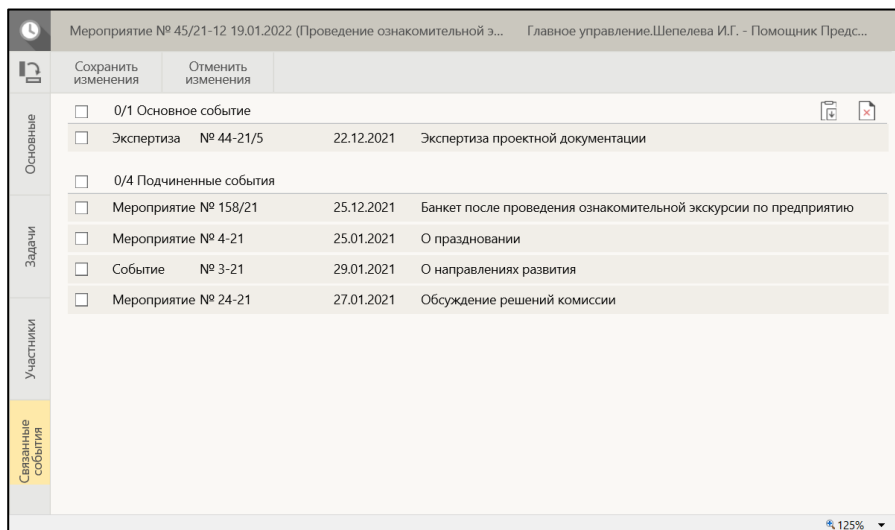 Мероприятие № 45/21-12 19.01.2022 (Проведение ознакомительной э... Главное управление.Шепелева И.Г. - Помощник Предс...
Сохранить изменения
Отменить изменения
Основные
Задачи
Участники
Связанные события
0/1 Основное событие
Экспертиза № 44-21/5 22.12.2021 Экспертиза проектной документации
0/4 Подчиненные события
Мероприятие № 158/21 25.12.2021 Банкет после проведения ознакомительной экскурсии по предприятию
Мероприятие № 4-21 25.01.2021 О праздновании
Событие № 3-21 29.01.2021 О направлениях развития
Мероприятие № 24-21 27.01.2021 Обсуждение решений комиссии
125%